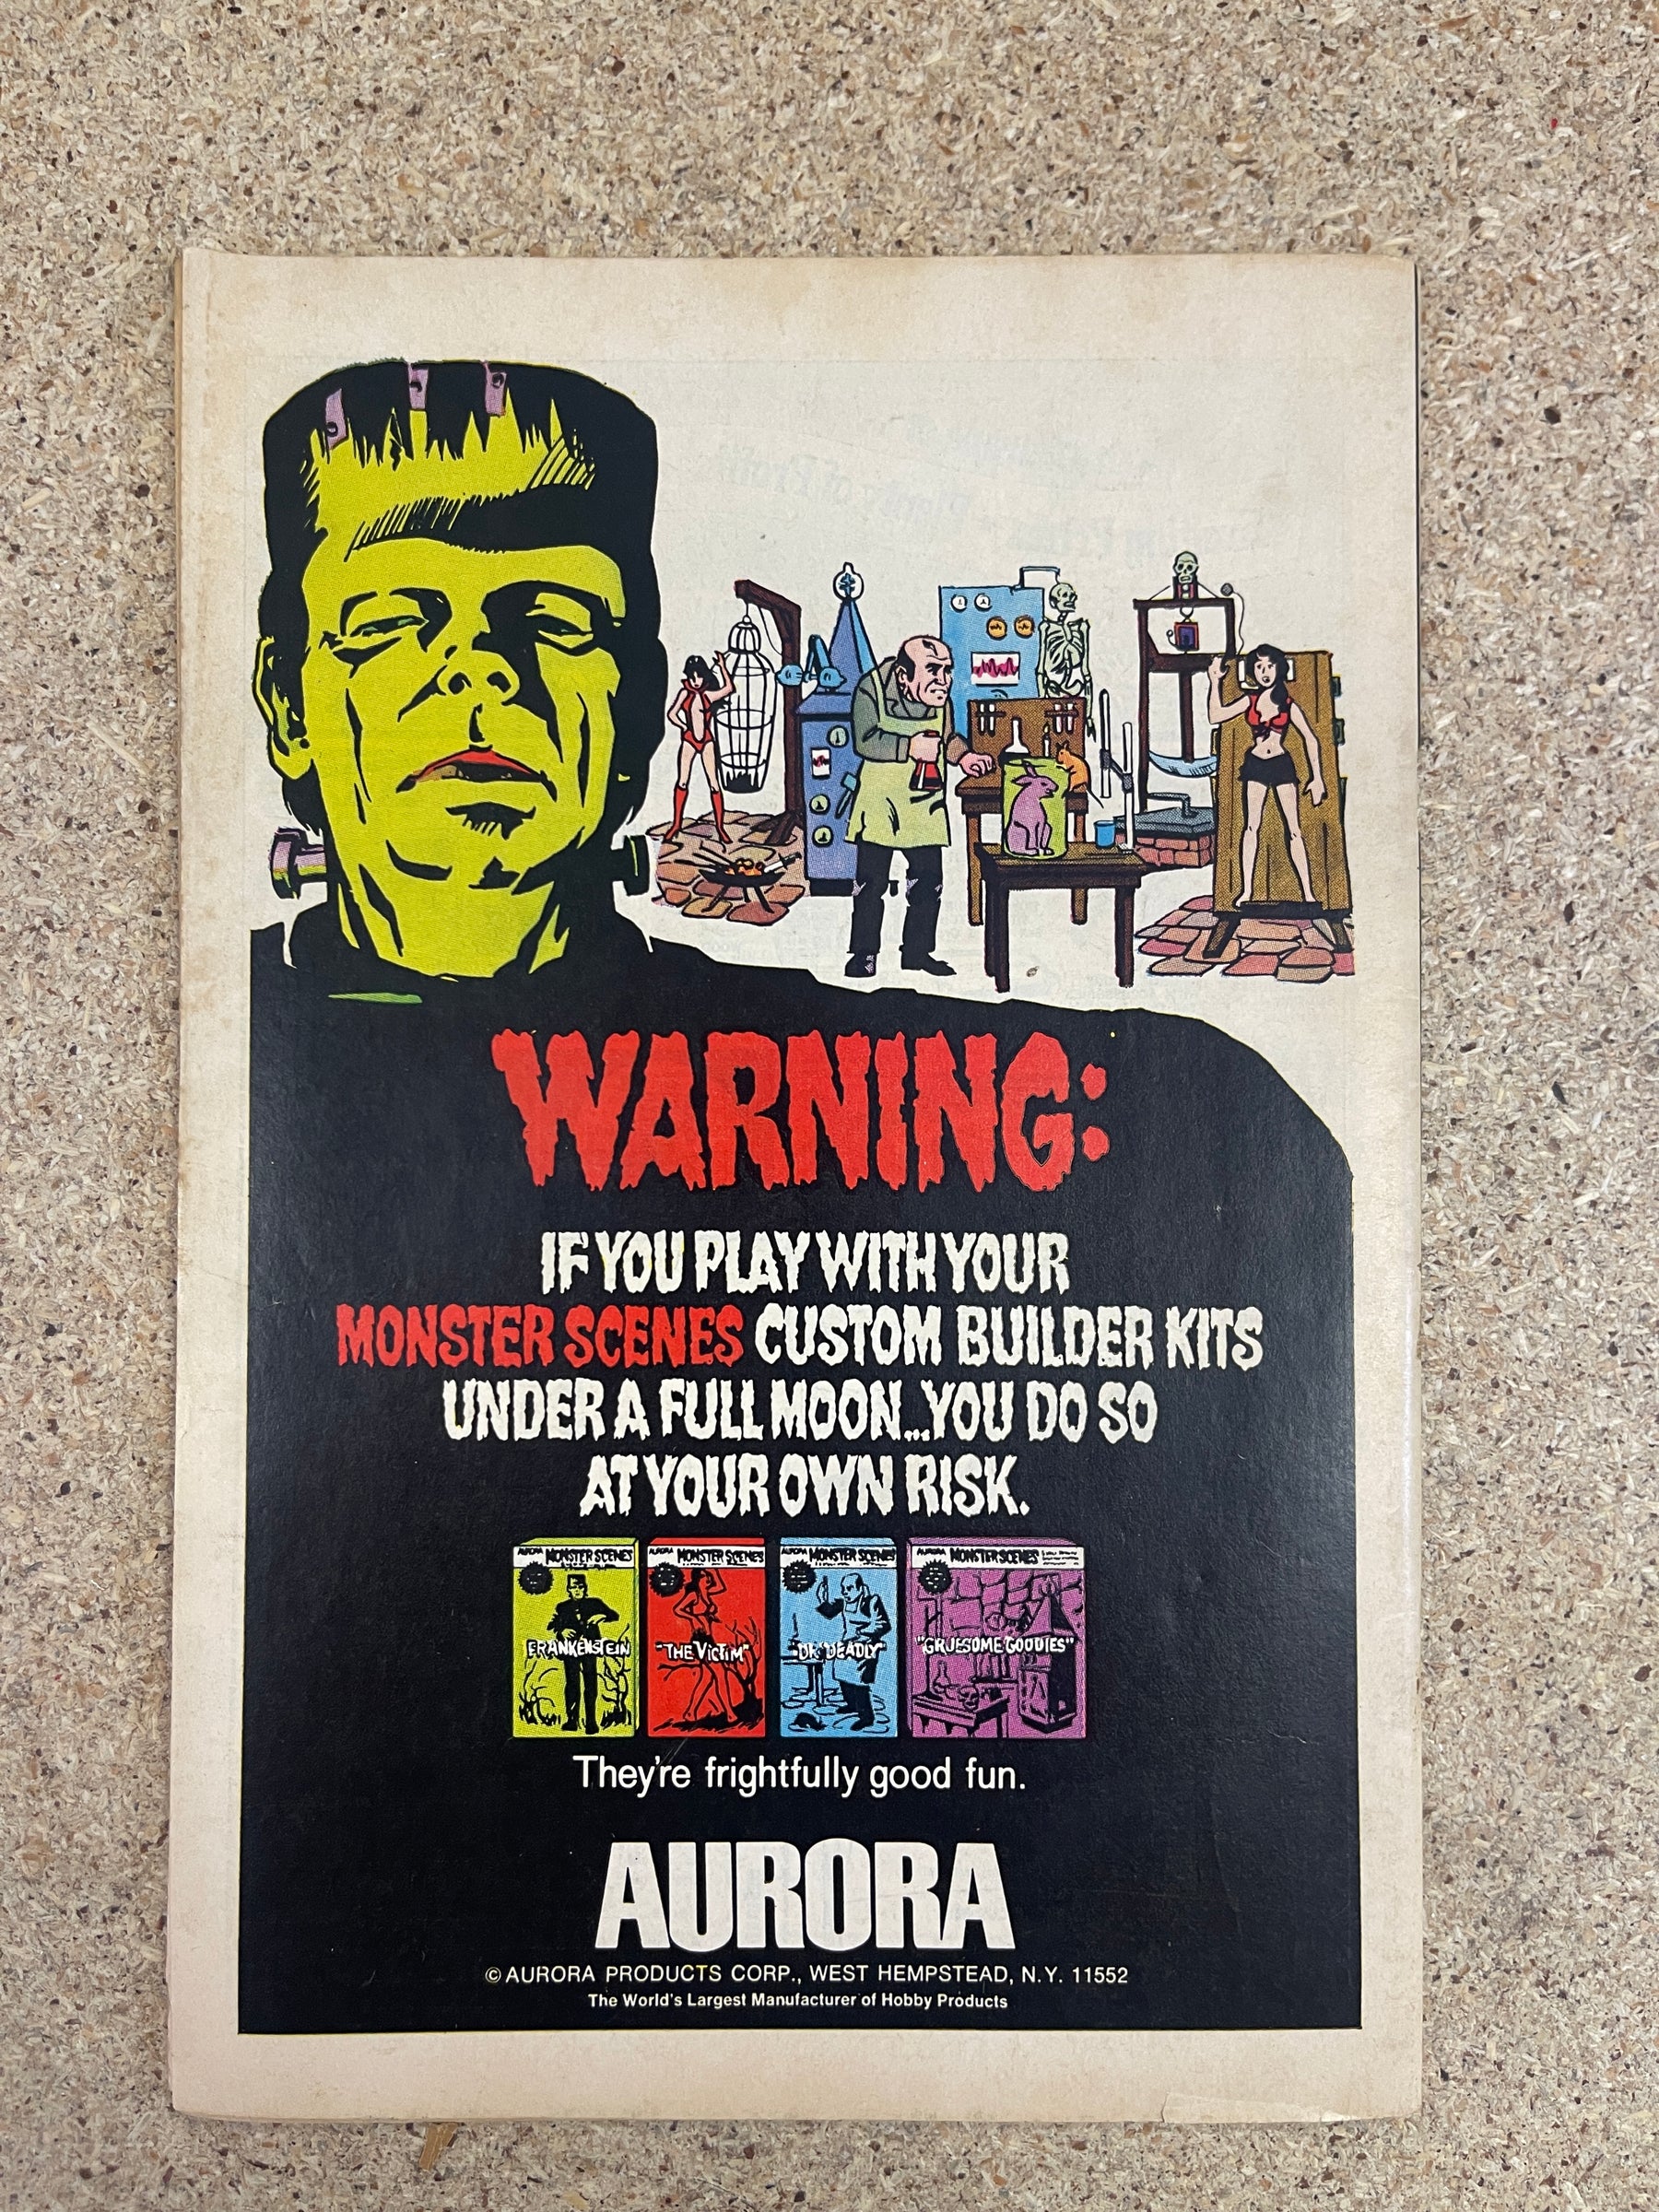 WARNING:
IF YOU PLAY WITH YOUR
MONSTER SCENES CUSTOM BUILDER KITS
UNDER A FULL MOON...YOU DO SO
AT YOUR OWN RISK.
AURORA MONSTER SCENES
FRANKENSTEIN
AURORA MONSTER SCENES
"THE VICTIM"
AURORA MONSTER SCENES
"DR. DEADLY"
AURORA MONSTER SCENES
"GRUESOME GOODIES"
They're frightfully good fun.
AURORA
© AURORA PRODUCTS CORP., WEST HEMPSTEAD, N.Y. 11552
The World's Largest Manufacturer of Hobby Products